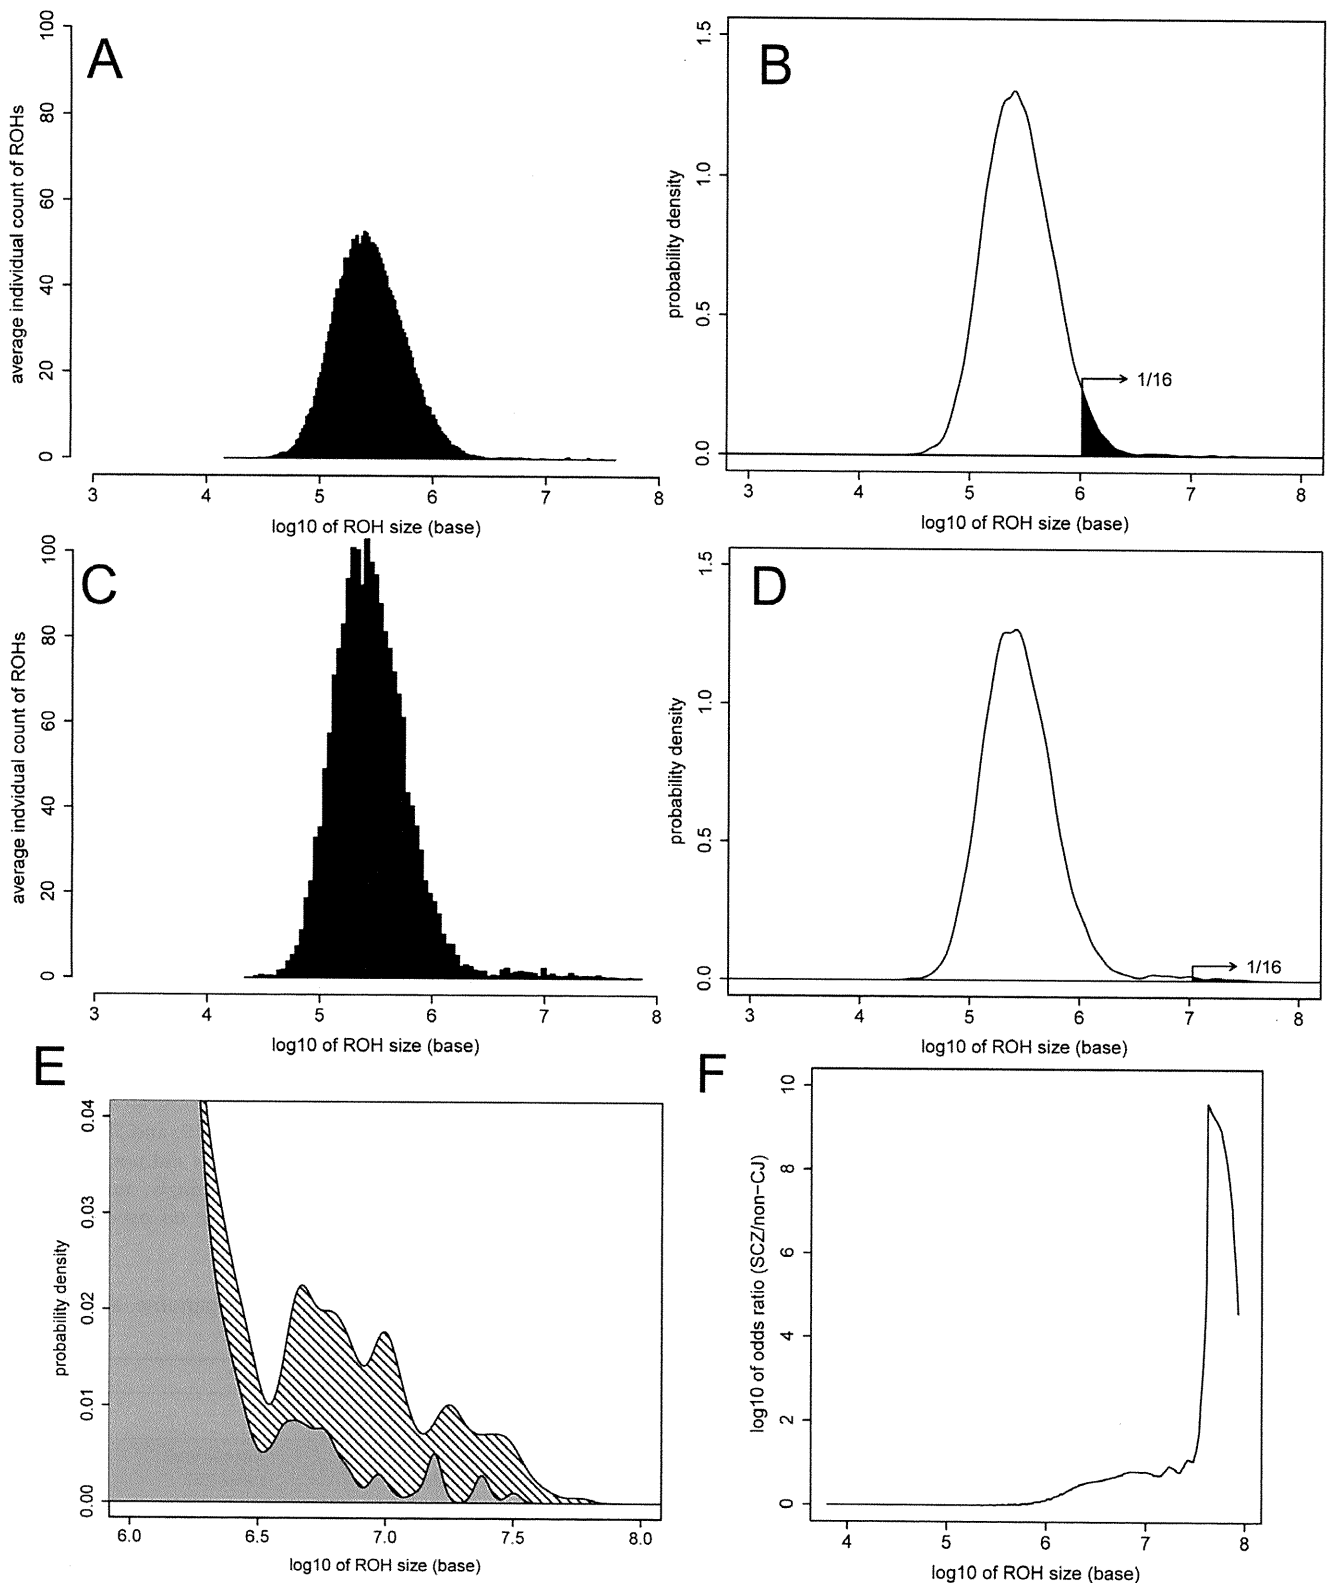 A
100
80
60
40
20
0
average individual count of ROHs
3 4 5 6 7 8
log10 of ROH size (base)
B
1.5
1.0
0.5
0.0
probability density
1/16
3 4 5 6 7 8
log10 of ROH size (base)
C
100
80
60
40
20
0
average indvidual count of ROHs
3 4 5 6 7 8
log10 of ROH size (base)
D
1.5
1.0
0.5
0.0
probability density
1/16
3 4 5 6 7 8
log10 of ROH size (base)
E
0.04
0.03
0.02
0.01
0.00
probability density
6.0 6.5 7.0 7.5 8.0
log10 of ROH size (base)
F
10
8
6
4
2
0
log10 of odds ratio (SCZ/non−CJ)
4 5 6 7 8
log10 of ROH size (base)